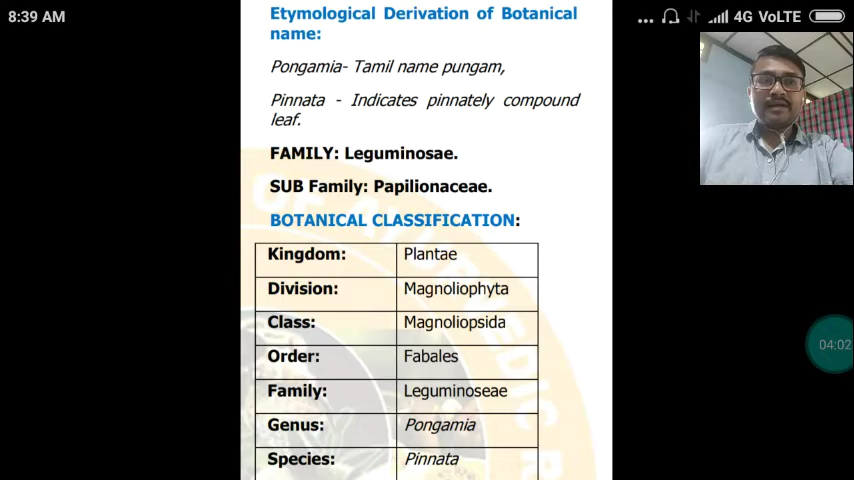 8:39 AM
... 4G VoLTE
Etymological Derivation of Botanical
name:
Pongamia- Tamil name pungam,
Pinnata - Indicates pinnately compound
leaf.
FAMILY: Leguminosae.
SUB Family: Papilionaceae.
BOTANICAL CLASSIFICATION:
Kingdom: Plantae
Division: Magnoliophyta
Class: Magnoliopsida
Order: Fabales
Family: Leguminoseae
Genus: Pongamia
Species: Pinnata
04:02